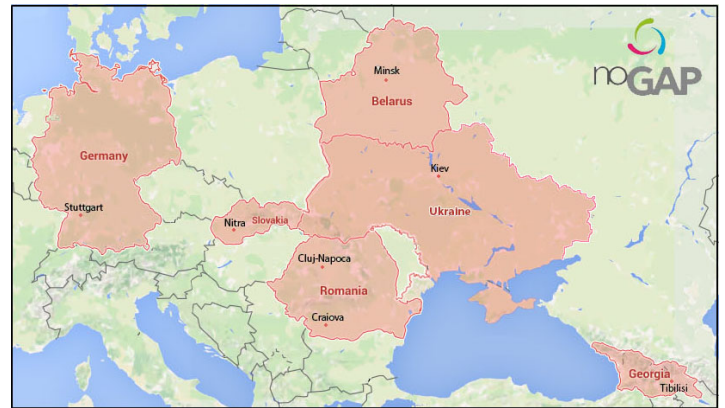 noGAP
Minsk
Belarus
Germany
Kiev
Stuttgart
Ukraine
Nitra
Slovakia
Cluj-Napoca
Romania
Craiova
Georgia
Tibilisi